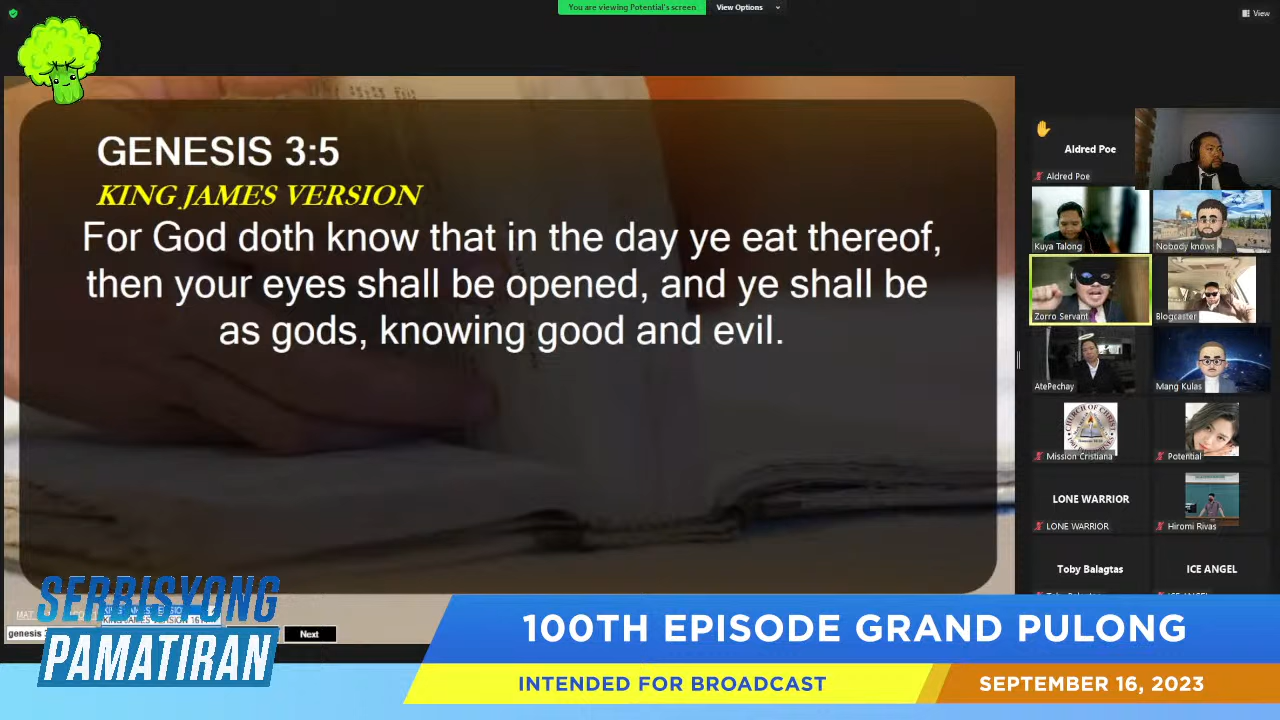 You are viewing Potential's screen
View Options
View
GENESIS 3:5
KING JAMES VERSION
For God doth know that in the day ye eat thereof,
then your eyes shall be opened, and ye shall be
as gods, knowing good and evil.
Aldred Poe
Aldred Poe
Kuya Talong
Nobody knows
Zorro Servant
Blogcaster
AtePechay
Mang Kulas
CHURCH OF CHRIST
Mission Cristiana
Potential
LONE WARRIOR
LONE WARRIOR
Hiromi Rivas
Toby Balagtas
ICE ANGEL
SERBISYONG
PAMATIRAN
genesis
Next
100TH EPISODE GRAND PULONG
INTENDED FOR BROADCAST
SEPTEMBER 16, 2023